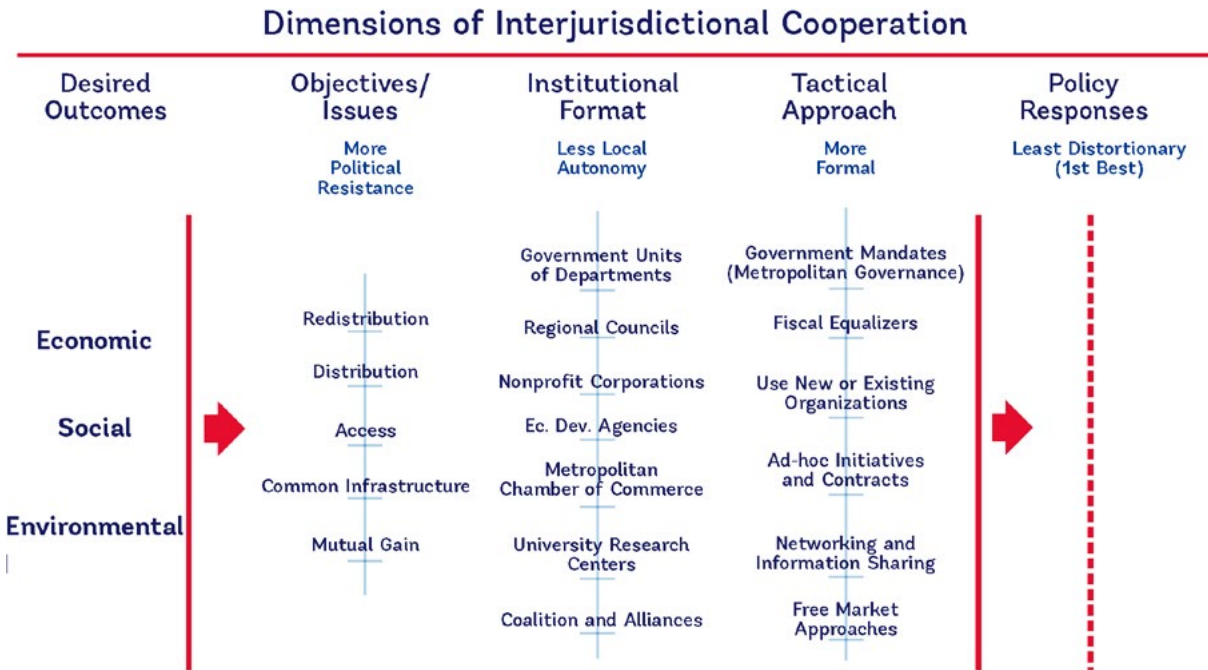 Dimensions of Interjurisdictional Cooperation
Desired
Outcomes
Objectives/
Issues
Institutional
Format
Tactical
Approach
Policy
Responses
More
Political
Resistance
Less Local
Autonomy
More
Formal
Least Distortionary
(1st Best)
Economic
Social
Environmental
Redistribution
Distribution
Access
Common Infrastructure
Mutual Gain
Government Units
of Departments
Regional Councils
Nonprofit Corporations
Ec. Dev. Agencies
Metropolitan
Chamber of Commerce
University Research
Centers
Coalition and Alliances
Government Mandates
(Metropolitan Governance)
Fiscal Equalizers
Use New or Existing
Organizations
Ad-hoc Initiatives
and Contracts
Networking and
Information Sharing
Free Market
Approaches